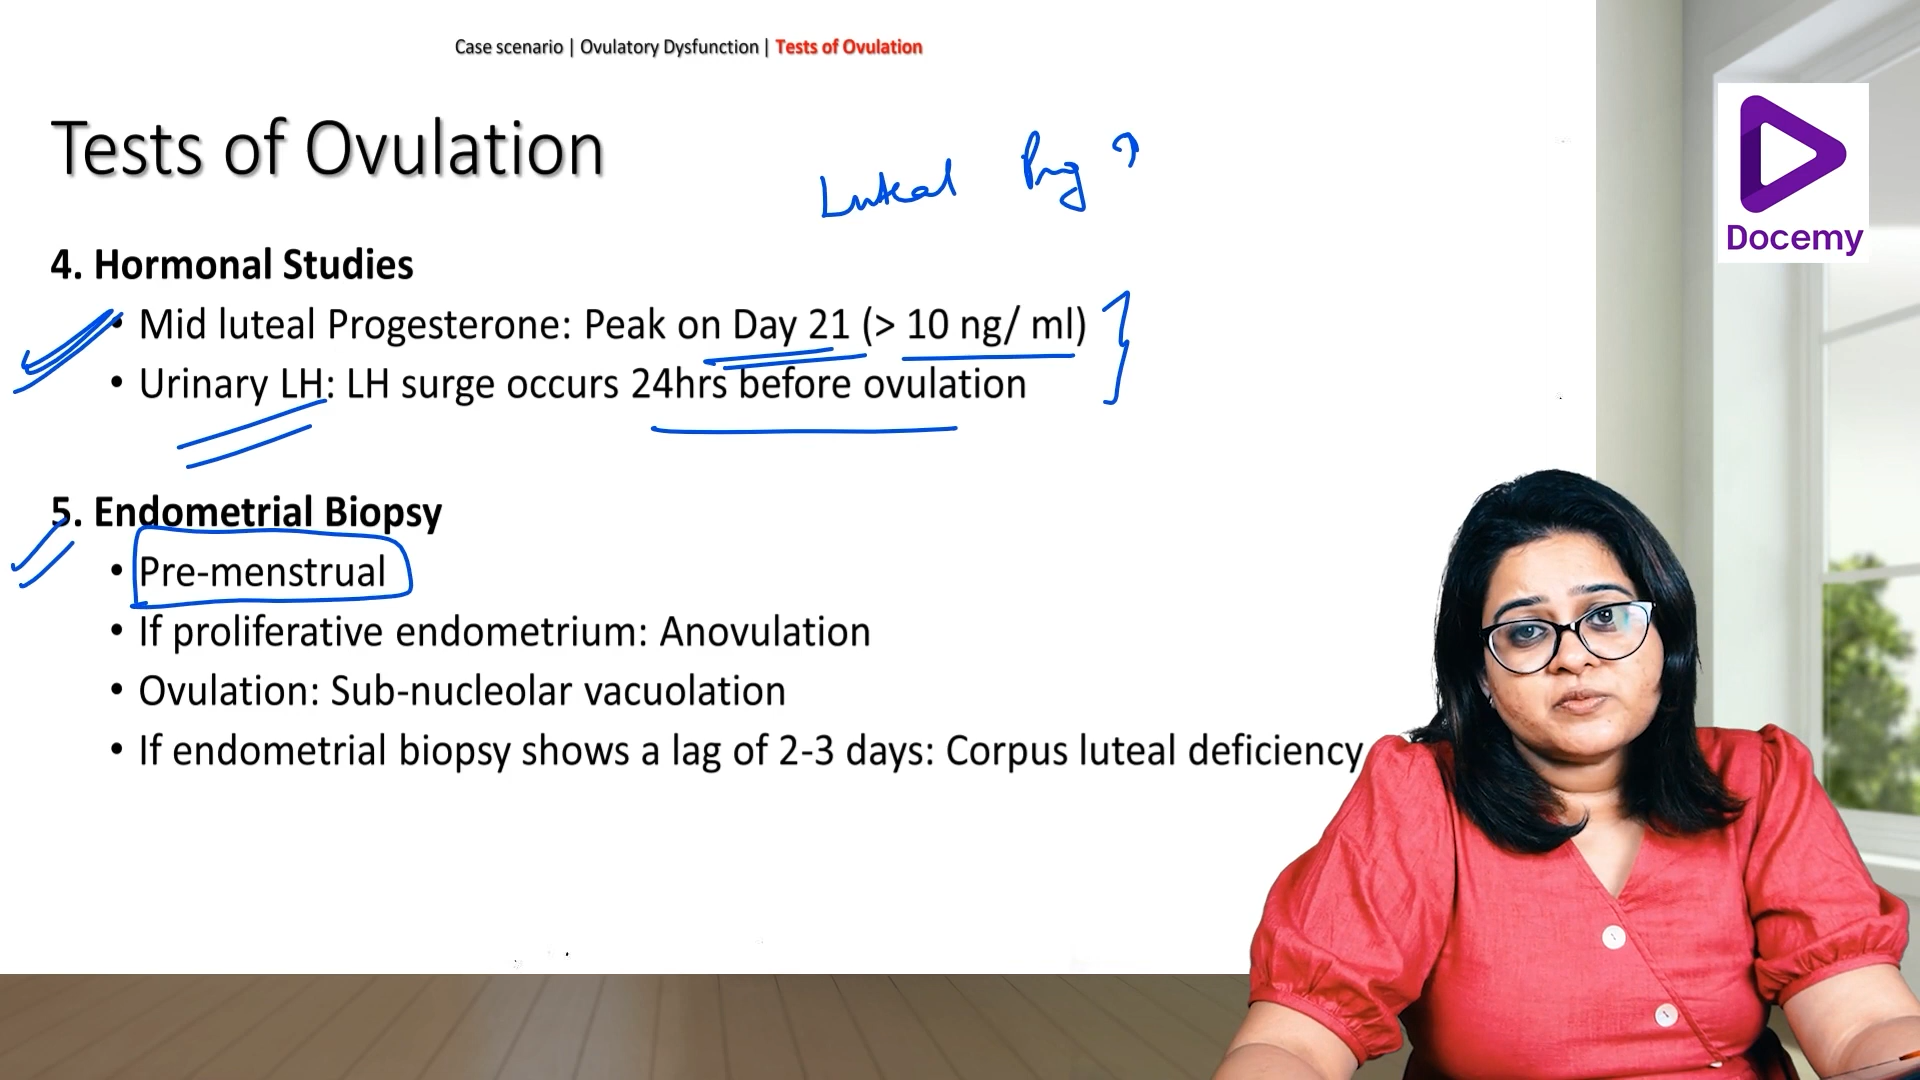 Case scenario | Ovulatory Dysfunction | Tests of Ovulation
Tests of Ovulation
Luteal Prog ↑
4. Hormonal Studies
• Mid luteal Progesterone: Peak on Day 21 (> 10 ng/ ml)
• Urinary LH: LH surge occurs 24hrs before ovulation
5. Endometrial Biopsy
• Pre-menstrual
• If proliferative endometrium: Anovulation
• Ovulation: Sub-nucleolar vacuolation
• If endometrial biopsy shows a lag of 2-3 days: Corpus luteal deficiency
Docemy